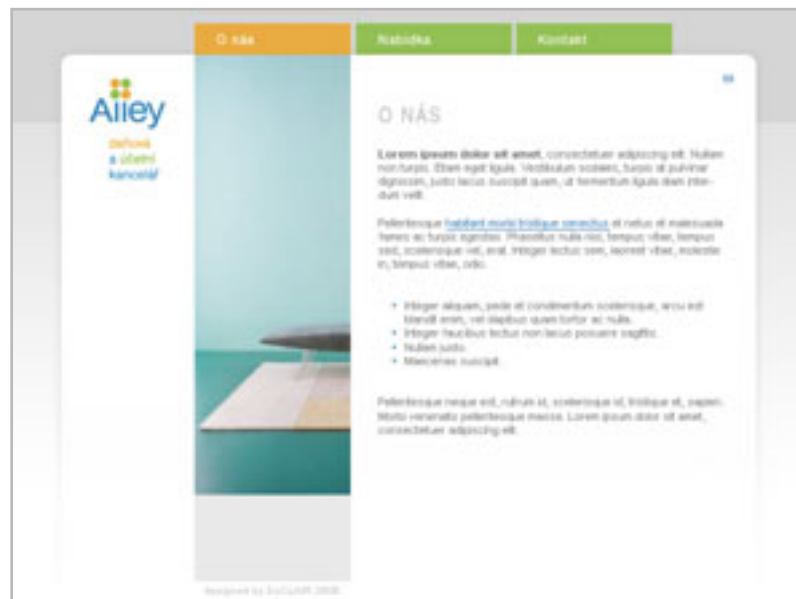 O nás
Nabídka
Kontakt
Alley
daňová
a účetní
kancelář
O NÁS
Lorem ipsum dolor sit amet, consectetuer adipiscing elit. Nullam
non turpis. Etiam eget ligula. Vestibulum sodales, turpis at pulvinar
dignissim, justo lacus suscipit quam, ut fermentum ligula diam inter-
dum velit.
Pellentesque habitant morbi tristique senectus et netus et malesuada
fames ac turpis egestas. Phasellus nulla nisi, tempus vitae, tempus
sed, scelerisque vel, erat. Integer lectus sem, laoreet vitae, molestie
in, tempus vitae, odio.
Integer aliquam, pede et condimentum scelerisque, arcu est
blandit enim, vel dapibus quam tortor ac nulla.
Integer faucibus lectus non lacus posuere sagittis.
Nullam justo.
Maecenas suscipit.
Pellentesque neque est, rutrum id, scelerisque id, tristique et, sapien.
Morbi venenatis pellentesque massa. Lorem ipsum dolor sit amet,
consectetuer adipiscing elit.
designed by 2008